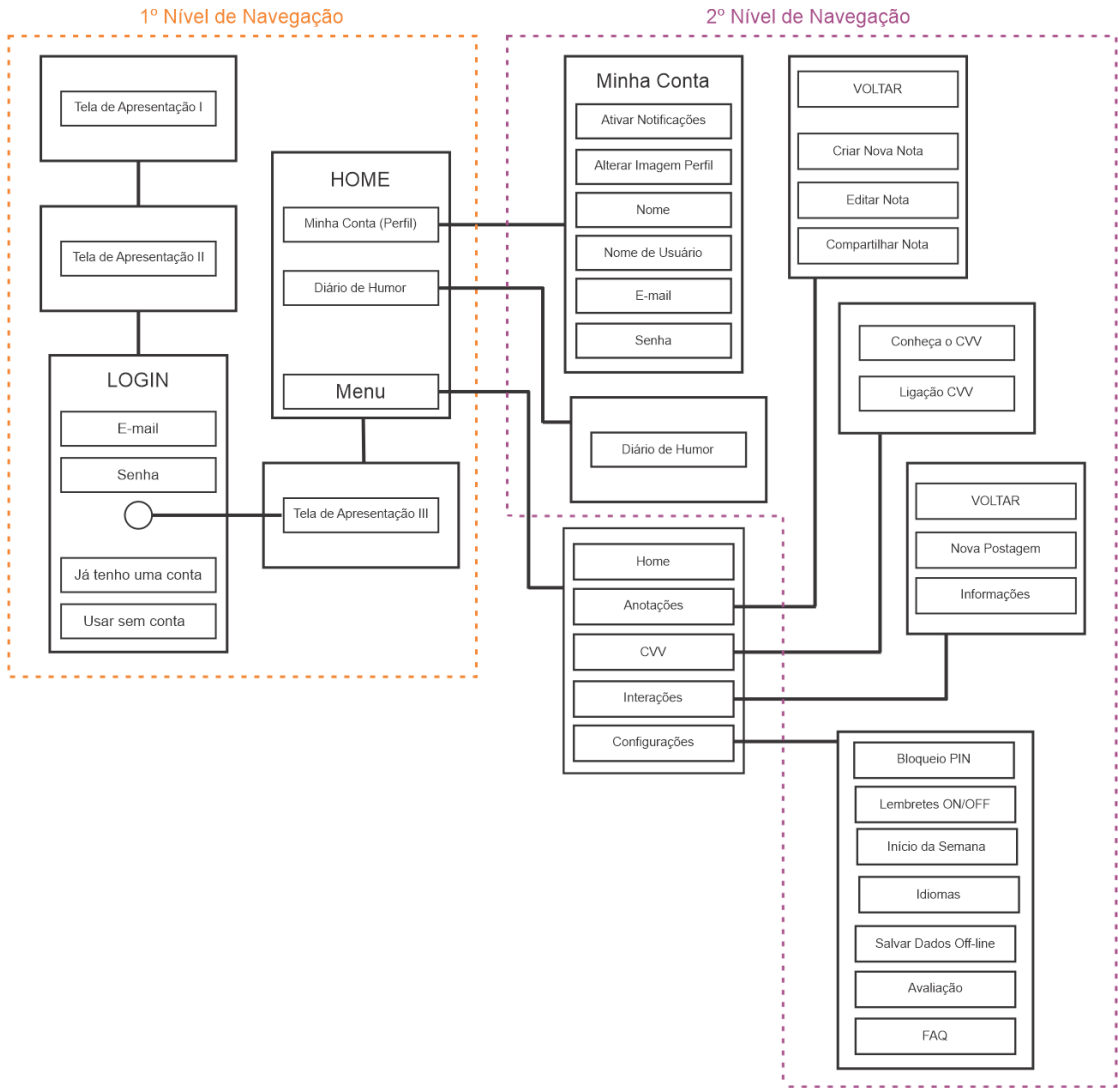 1º Nível de Navegação
Tela de Apresentação I
Tela de Apresentação II
LOGIN
E-mail
Senha
Já tenho uma conta
Usar sem conta
HOME
Minha Conta (Perfil)
Diário de Humor
Menu
Tela de Apresentação III
2º Nível de Navegação
Minha Conta
Ativar Notificações
Alterar Imagem Perfil
Nome
Nome de Usuário
E-mail
Senha
Diário de Humor
Home
Anotações
CVV
Interações
Configurações
VOLTAR
Criar Nova Nota
Editar Nota
Compartilhar Nota
Conheça o CVV
Ligação CVV
VOLTAR
Nova Postagem
Informações
Bloqueio PIN
Lembretes ON/OFF
Início da Semana
Idiomas
Salvar Dados Off-line
Avaliação
FAQ